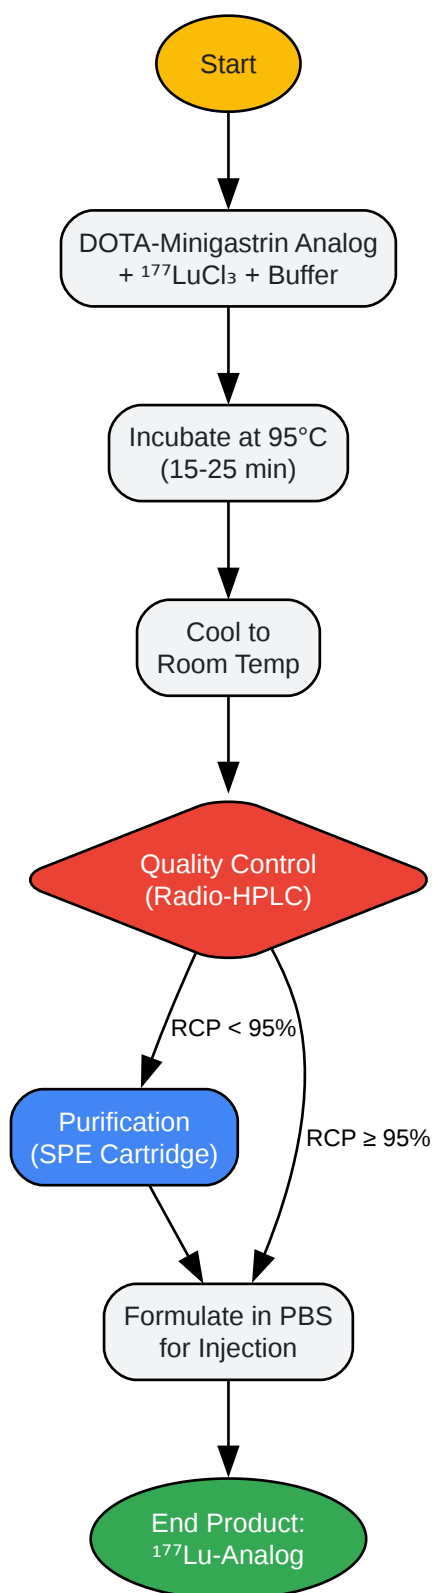 Start
DOTA-Minigastrin Analog
+ ¹⁷⁷LuCl₃ + Buffer
Incubate at 95°C
(15-25 min)
Cool to
Room Temp
Quality Control
(Radio-HPLC)
RCP < 95%
Purification
(SPE Cartridge)
RCP ≥ 95%
Formulate in PBS
for Injection
End Product:
¹⁷⁷Lu-Analog